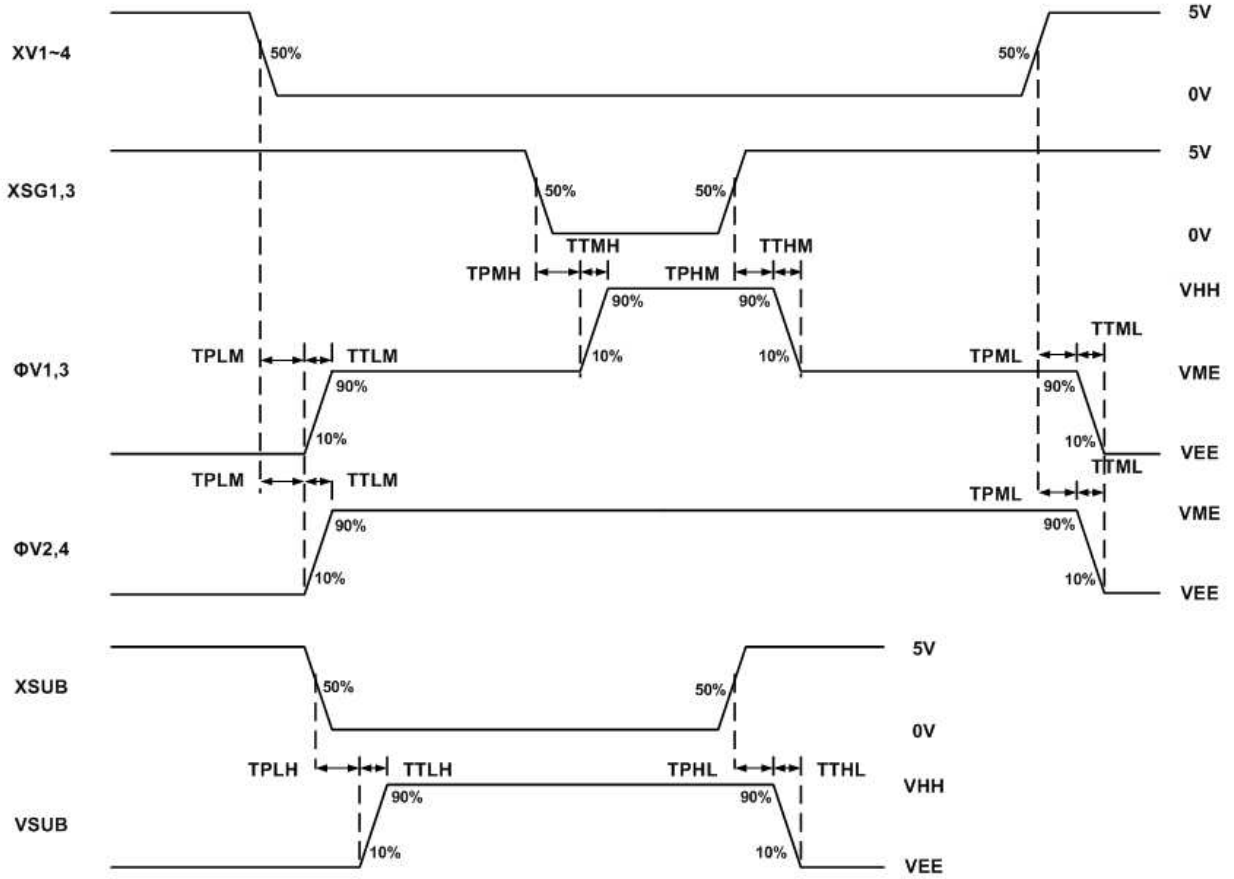 5V
XV1~4
50%
50%
0V
5V
XSG1,3
50%
50%
0V
TTMH
TTHM
TPMH
TPHM
90%
90%
VHH
TTML
TPLM
TTLM
10%
10%
TPML
ΦV1,3
90%
90%
VME
10%
10%
VEE
TPLM
TTLM
TTML
TPML
90%
90%
VME
ΦV2,4
10%
10%
VEE
5V
XSUB
50%
50%
0V
TPLH
TTLH
TPHL
TTHL
90%
90%
VHH
VSUB
10%
10%
VEE